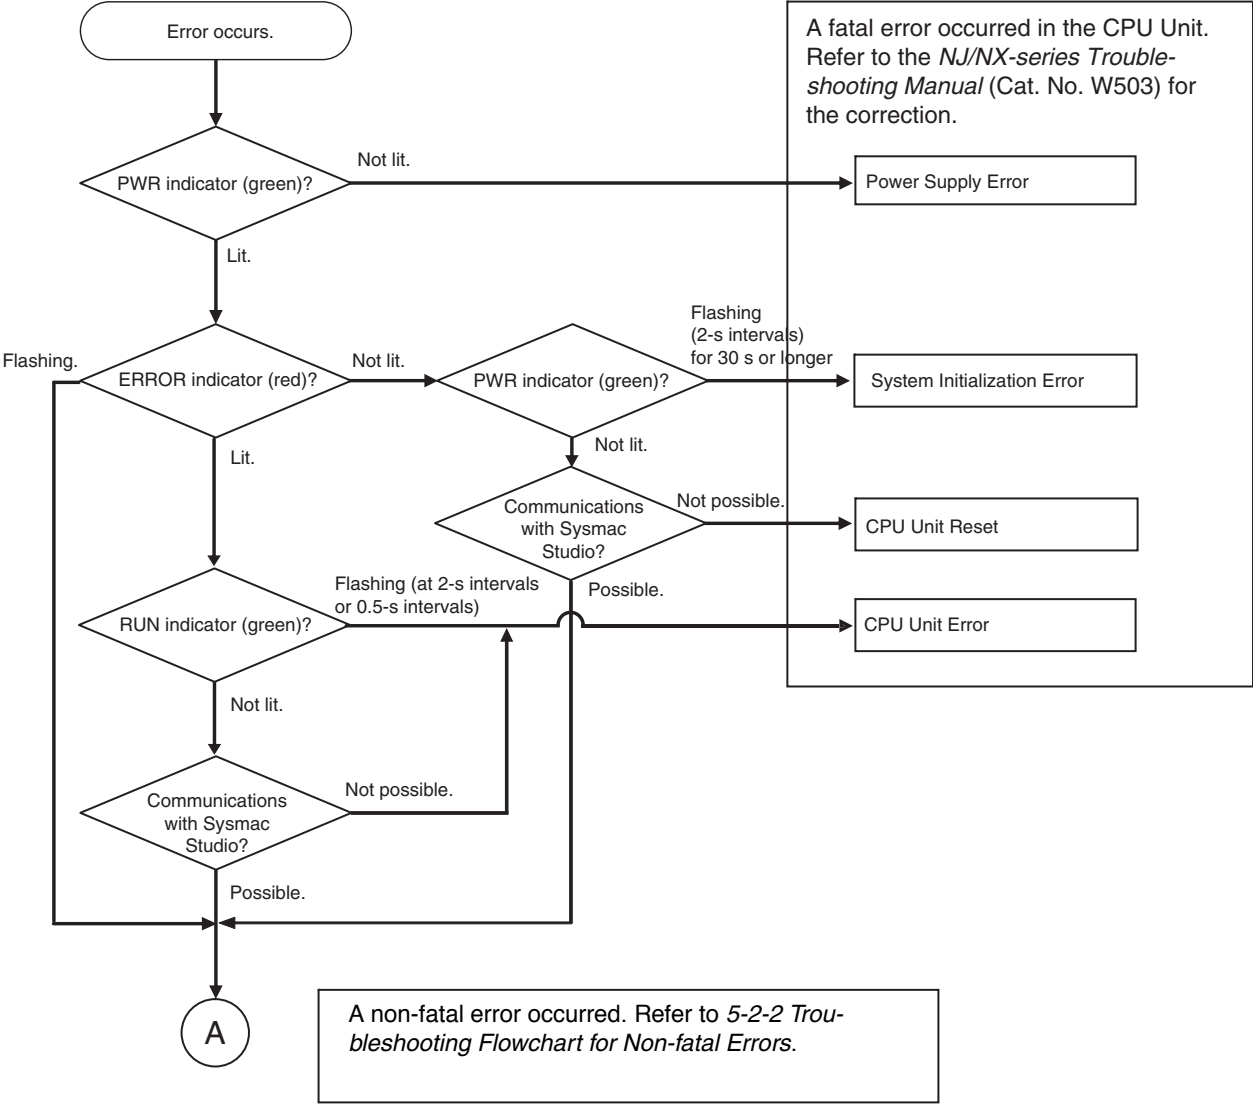 Error occurs.
A fatal error occurred in the CPU Unit.
Refer to the NJ/NX-series Trouble-
shooting Manual (Cat. No. W503) for
the correction.
Not lit.
PWR indicator (green)?
Power Supply Error
Lit.
Flashing
(2-s intervals)
for 30 s or longer
Flashing.
ERROR indicator (red)?
Not lit.
PWR indicator (green)?
System Initialization Error
Lit.
Not lit.
Communications
with Sysmac
Studio?
Not possible.
CPU Unit Reset
Possible.
Flashing (at 2-s intervals
or 0.5-s intervals)
RUN indicator (green)?
CPU Unit Error
Not lit.
Communications
with Sysmac
Studio?
Not possible.
Possible.
A
A non-fatal error occurred. Refer to 5-2-2 Trou-
bleshooting Flowchart for Non-fatal Errors.